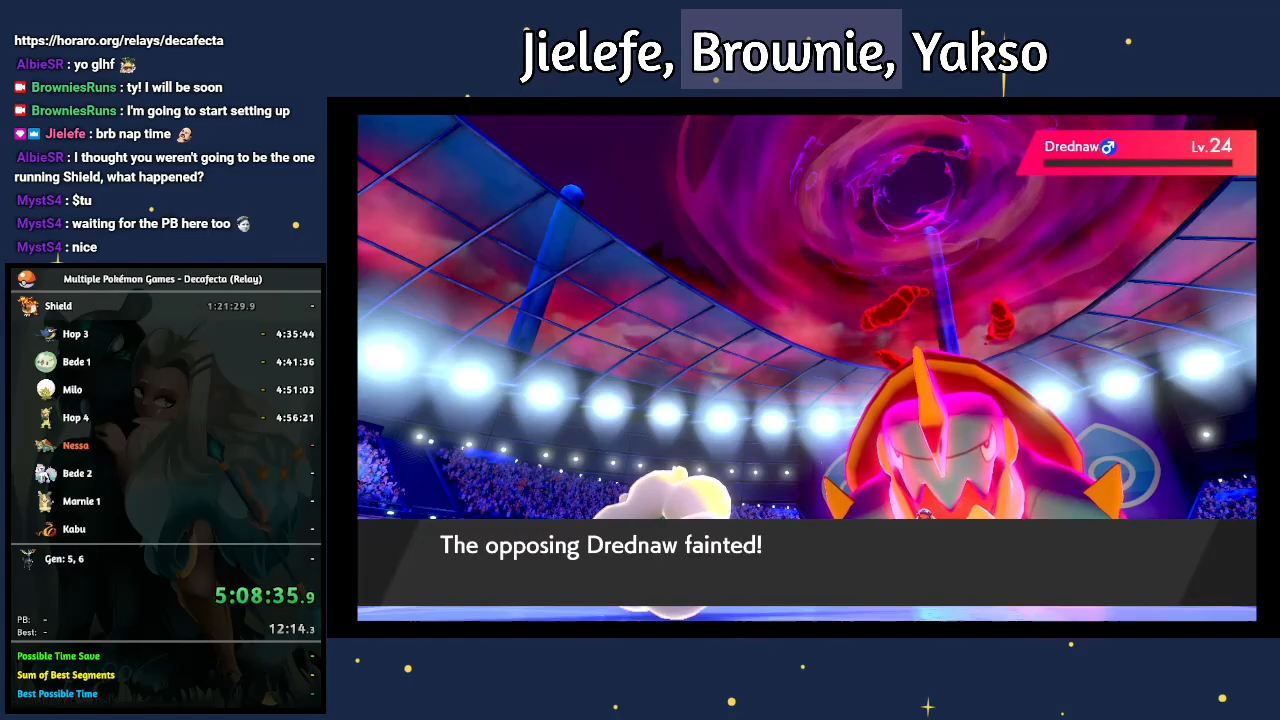 https://horaro.org/relays/decafecta
AlbieSR : yo glhf
BrowniesRuns : ty! I will be soon
BrowniesRuns : I'm going to start setting up
Jielefe : brb nap time
AlbieSR : I thought you weren't going to be the one
running Shield, what happened?
MystS4 : $tu
MystS4 : waiting for the PB here too
MystS4 : nice
Jielefe, Brownie, Yakso
Multiple Pokémon Games - Decafecta (Relay)
Shield 1:21:29.9 -
Hop 3 - 4:35:44
Bede 1 - 4:41:36
Milo - 4:51:03
Hop 4 - 4:56:21
Nessa -
Bede 2 -
Marnie 1 -
Kabu -
Gen: 5, 6 -
5:08:35.9
PB: -
Best: -
12:14.3
Possible Time Save -
Sum of Best Segments -
Best Possible Time -
Drednaw♂ Lv.24
The opposing Drednaw fainted!